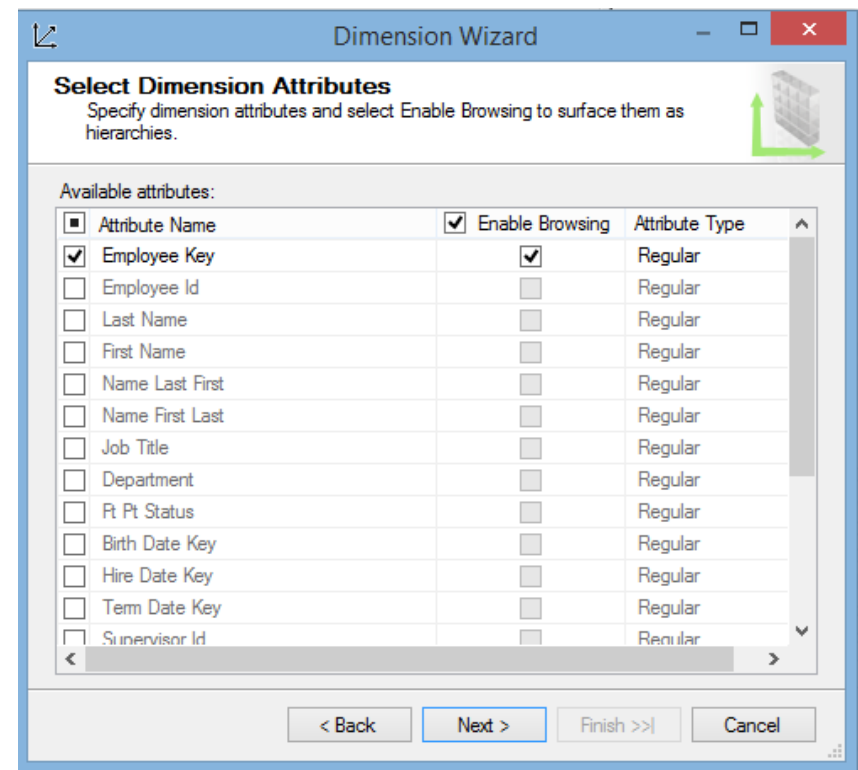 Dimension Wizard
Select Dimension Attributes
Specify dimension attributes and select Enable Browsing to surface them as
hierarchies.
Available attributes:
Attribute Name Enable Browsing Attribute Type
Employee Key Regular
Employee Id Regular
Last Name Regular
First Name Regular
Name Last First Regular
Name First Last Regular
Job Title Regular
Department Regular
Ft Pt Status Regular
Birth Date Key Regular
Hire Date Key Regular
Term Date Key Regular
Supervisor Id Regular
< Back Next > Finish >>| Cancel